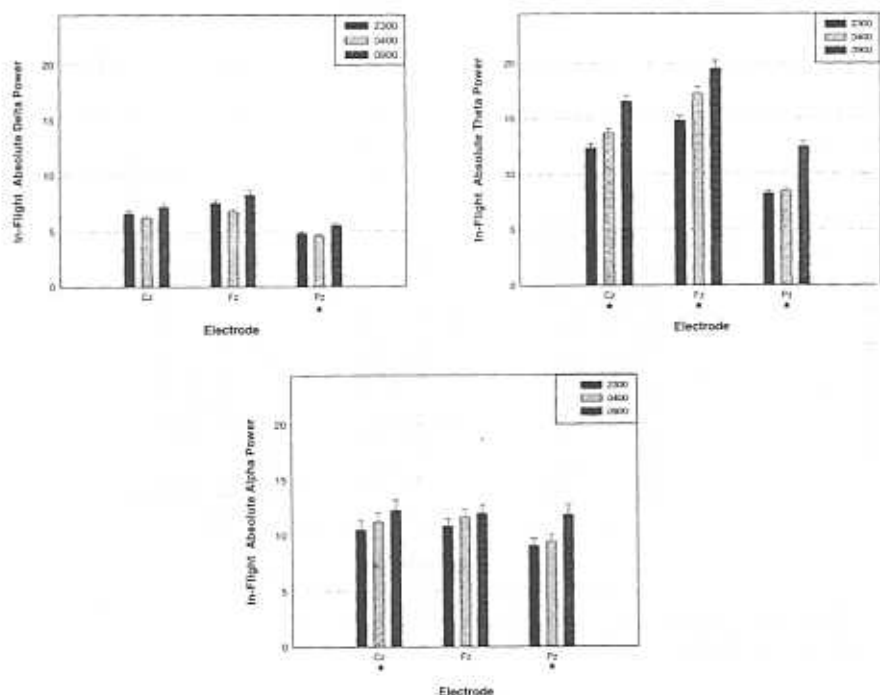 2300
0400
0900
20
15
10
5
0
In-Flight Absolute Delta Power
Cz
Fz
Pz
*
Electrode
2300
0400
0900
20
15
10
5
0
In-Flight Absolute Theta Power
Cz
Fz
Pz
*
*
*
Electrode
2300
0400
0900
20
15
10
5
0
In-Flight Absolute Alpha Power
Cz
Fz
Pz
*
*
Electrode